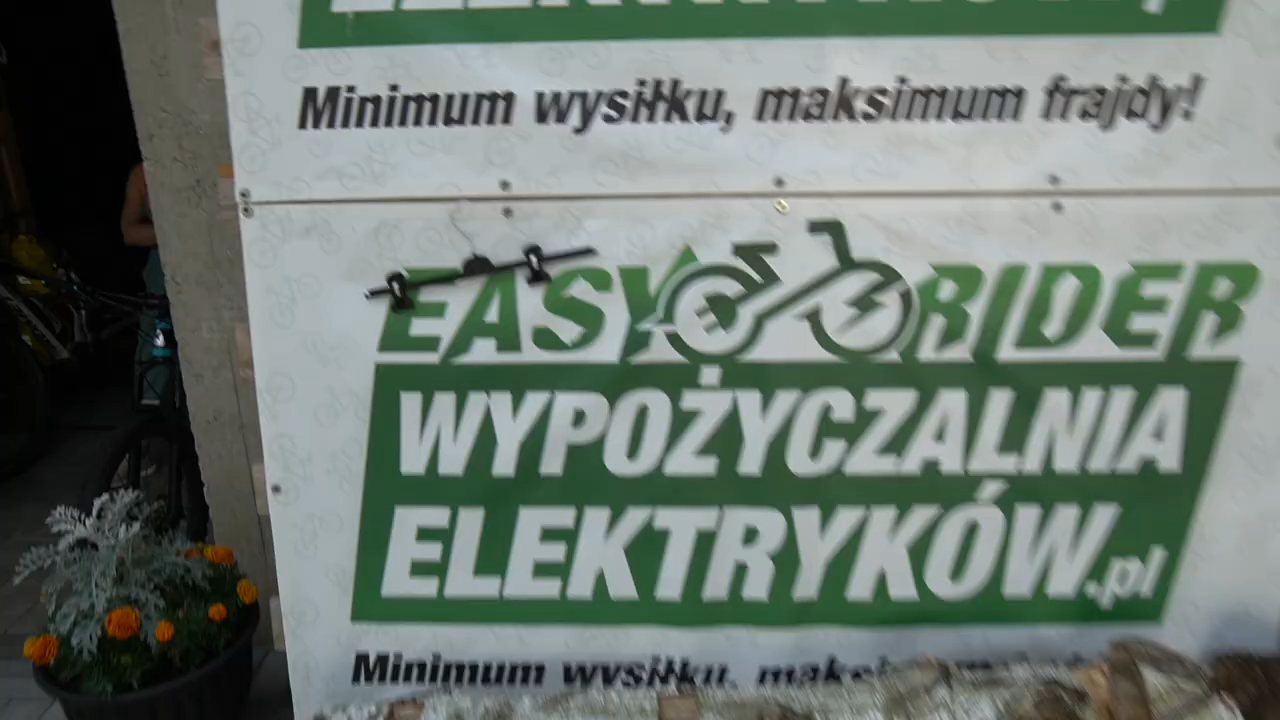 Minimum wysiłku, maksimum frajdy!
EASY RIDER
WYPOŻYCZALNIA
ELEKTRYKÓW.pl
Minimum wysiłku,